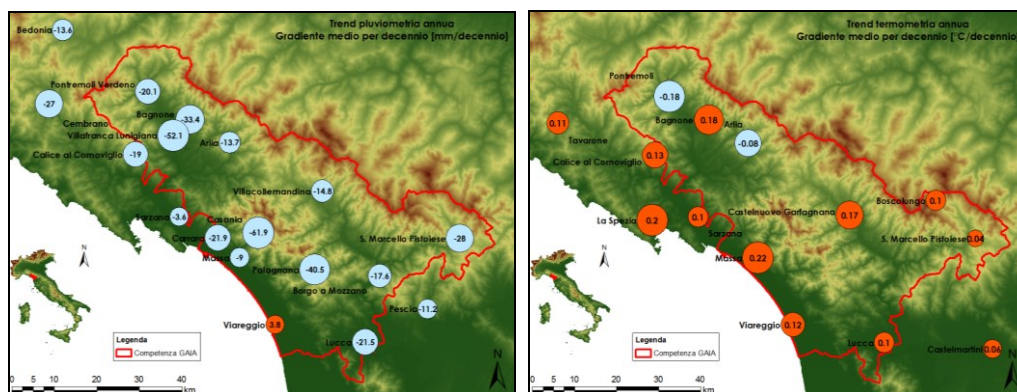 Trend pluviometria annua
Gradiente medio per decennio [mm/decennio]
Bedonia -13.6
Pontremoli Verdeno -20.1
-27
Cembrano
Bagnone -33.4
Villafranca Lunigiana -52.1
Arlia -13.7
Calice al Cornoviglio -19
Villacollemandina -14.8
Sarzana -3.6
Casania -61.9
Carrara -21.9
S. Marcello Pistoiese -28
Massa -9
Palagnana -40.5
Borgo a Mozzano -17.6
Pescia -11.2
Viareggio 3.8
Lucca -21.5
N
Legenda
Competenza GAIA
N
0 5 10 20 30 40
km
Trend termometria annua
Gradiente medio per decennio [°C/decennio
Pontremoli
-0.18
0.11
Tavarone
Bagnone 0.18
Arlia
-0.08
Calice al Cornoviglio 0.13
Boscolungo 0.1
Castelnuovo Garfagnana 0.17
La Spezia 0.2
0.1
Sarzana
S. Marcello Pistoiese 0.04
Massa 0.22
Viareggio 0.12
Lucca 0.1
Castelmartini 0.06
N
Legenda
Competenza GAIA
N
0 5 10 20 30 40
km